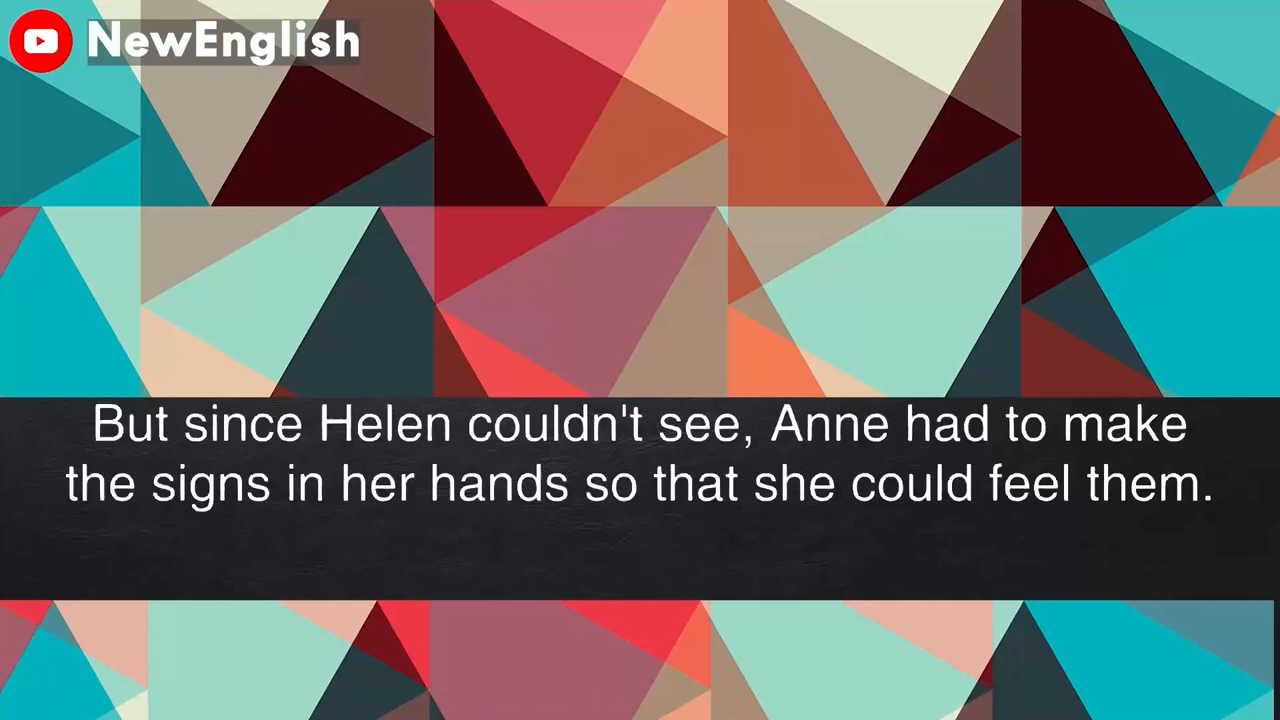 NewEnglish
But since Helen couldn't see, Anne had to make
the signs in her hands so that she could feel them.